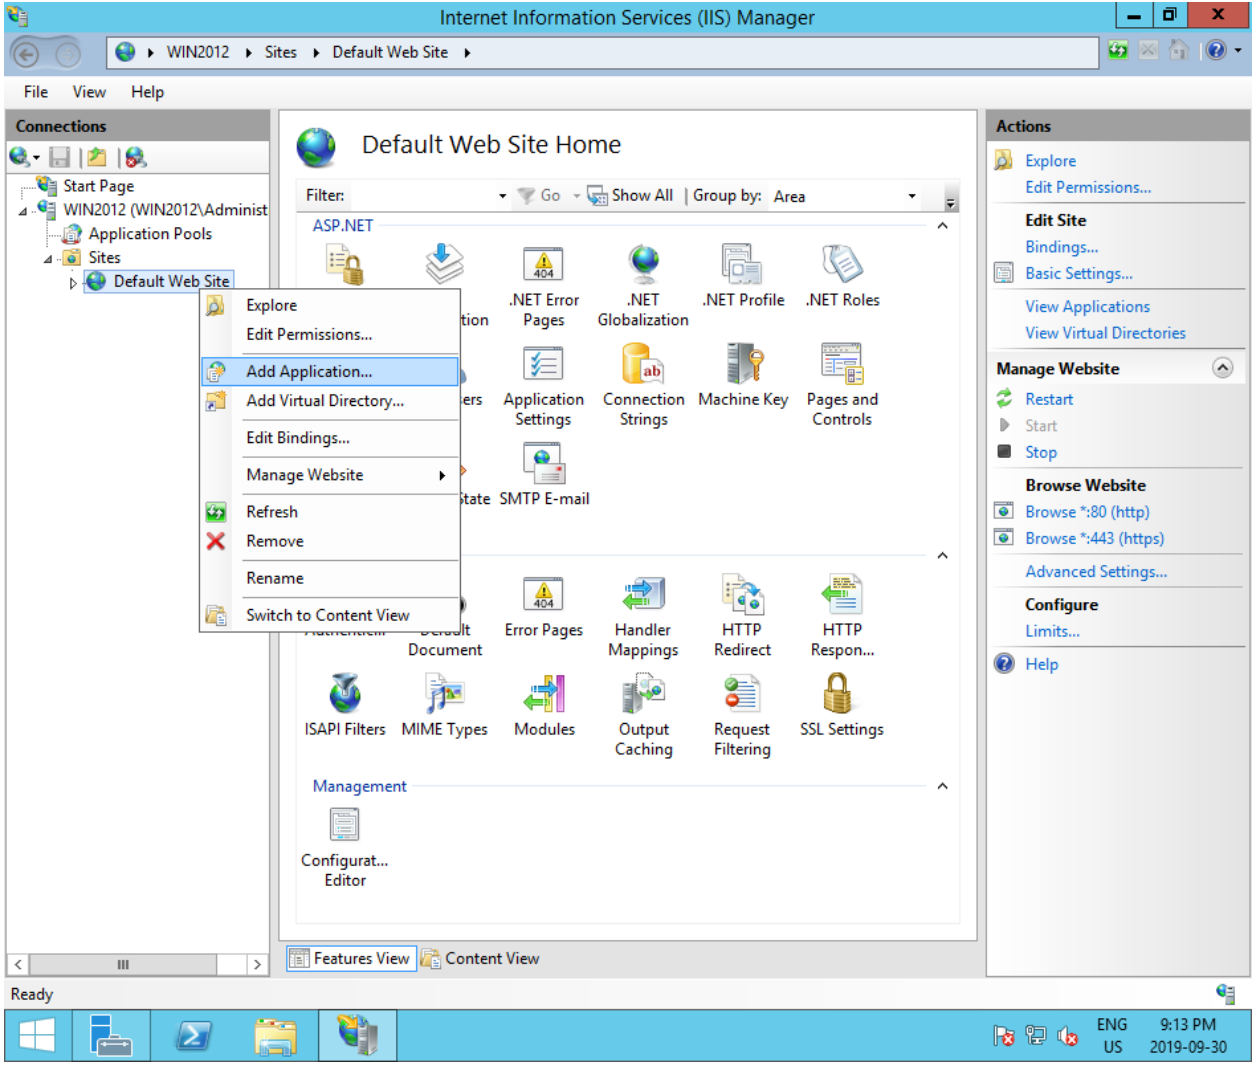 Internet Information Services (IIS) Manager
WIN2012 Sites Default Web Site
File View Help
Connections
Start Page
WIN2012 (WIN2012\Administ
Application Pools
Sites
Default Web Site
Explore
Edit Permissions...
Add Application...
Add Virtual Directory...
Edit Bindings...
Manage Website
Refresh
Remove
Rename
Switch to Content View
Default Web Site Home
Filter: Go Show All Group by: Area
ASP.NET
.NET Error
Pages
.NET
Globalization
.NET Profile
.NET Roles
tion
ers
Application
Settings
Connection
Strings
ab
Machine Key
Pages and
Controls
State
SMTP E-mail
404
404
Default
Document
Error Pages
Handler
Mappings
HTTP
Redirect
HTTP
Respon...
ISAPI Filters
MIME Types
Modules
Output
Caching
Request
Filtering
SSL Settings
Management
Configurat...
Editor
Features View Content View
Actions
Explore
Edit Permissions...
Edit Site
Bindings...
Basic Settings...
View Applications
View Virtual Directories
Manage Website
Restart
Start
Stop
Browse Website
Browse *:80 (http)
Browse *:443 (https)
Advanced Settings...
Configure
Limits...
Help
Ready
ENG
US
9:13 PM
2019-09-30